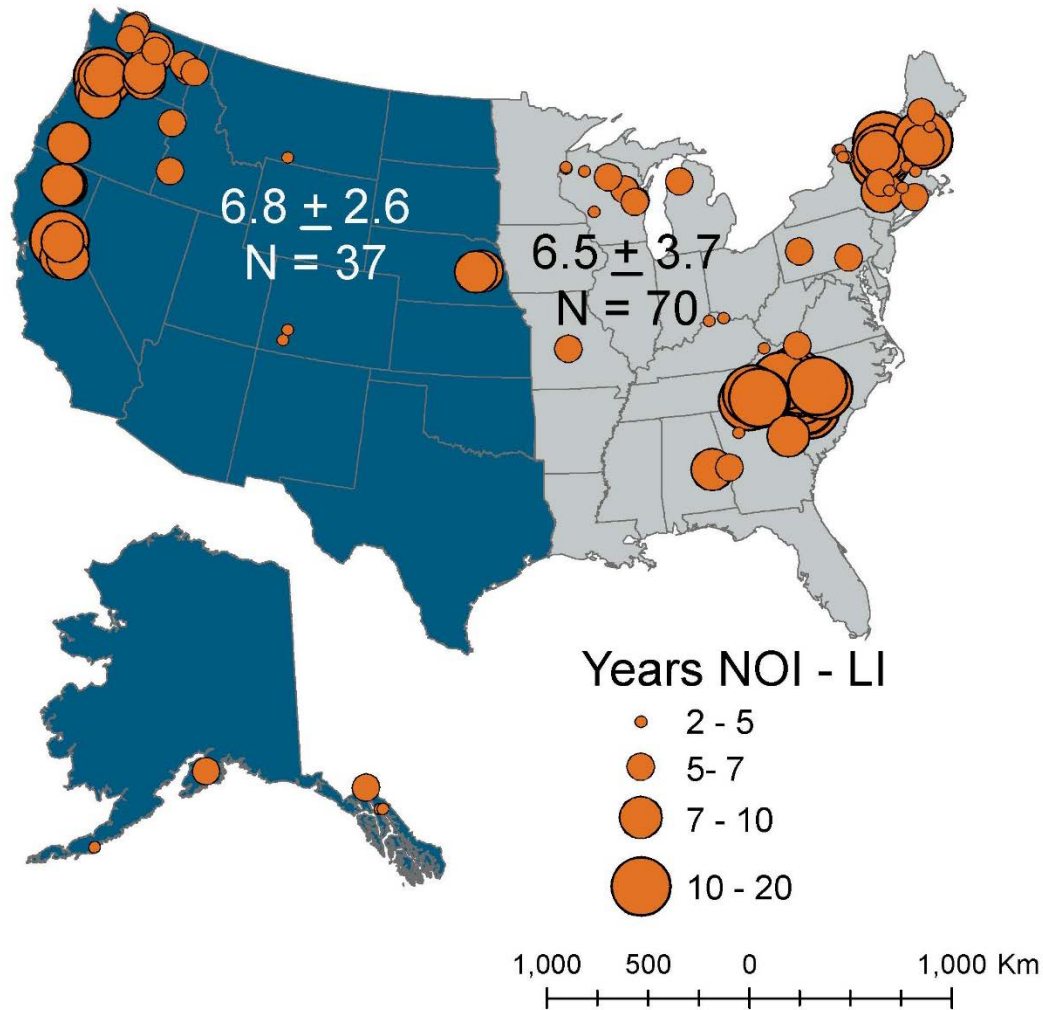 6.8 ± 2.6
N = 37
6.5 ± 3.7
N = 70
Years NOI - LI
2 - 5
5- 7
7 - 10
10 - 20
1,000 500 0 1,000 Km